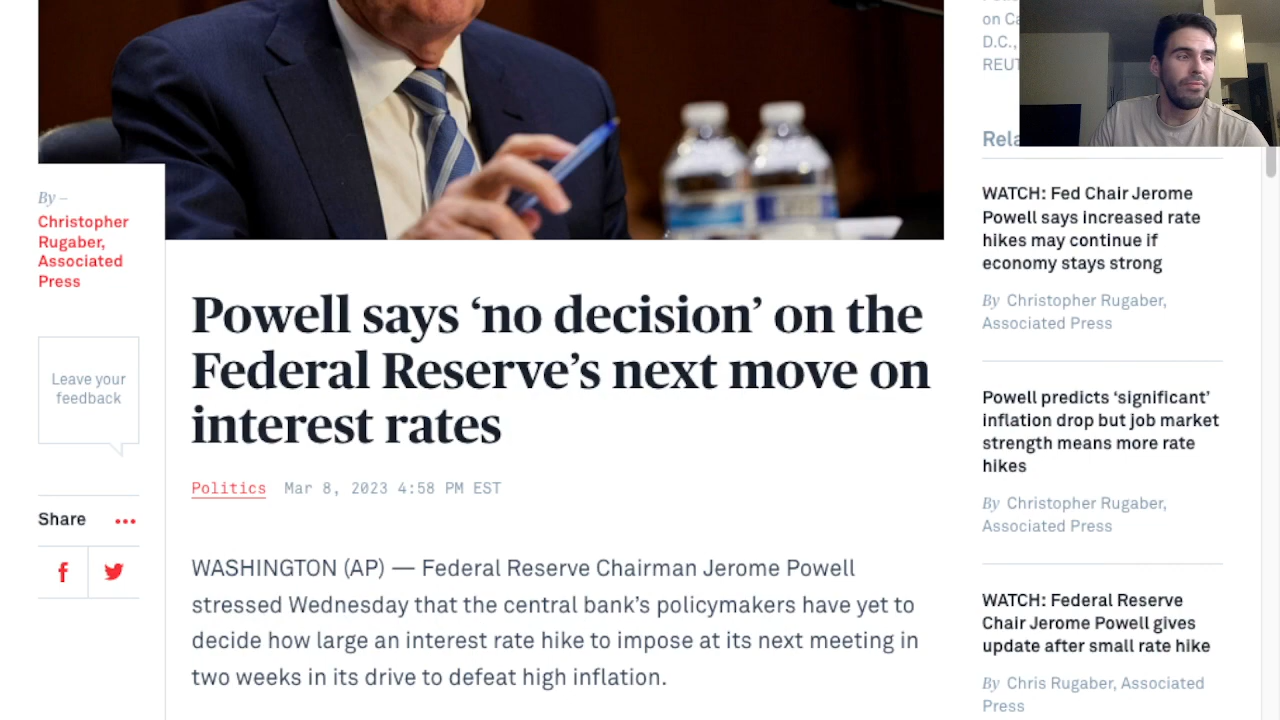 By –
Christopher
Rugaber,
Associated
Press
Leave your
feedback
Share
Powell says ‘no decision’ on the
Federal Reserve’s next move on
interest rates
Politics Mar 8, 2023 4:58 PM EST
WASHINGTON (AP) — Federal Reserve Chairman Jerome Powell
stressed Wednesday that the central bank’s policymakers have yet to
decide how large an interest rate hike to impose at its next meeting in
two weeks in its drive to defeat high inflation.
on Ca
D.C.,
REUT
Rela
WATCH: Fed Chair Jerome
Powell says increased rate
hikes may continue if
economy stays strong
By Christopher Rugaber,
Associated Press
Powell predicts ‘significant’
inflation drop but job market
strength means more rate
hikes
By Christopher Rugaber,
Associated Press
WATCH: Federal Reserve
Chair Jerome Powell gives
update after small rate hike
By Chris Rugaber, Associated
Press